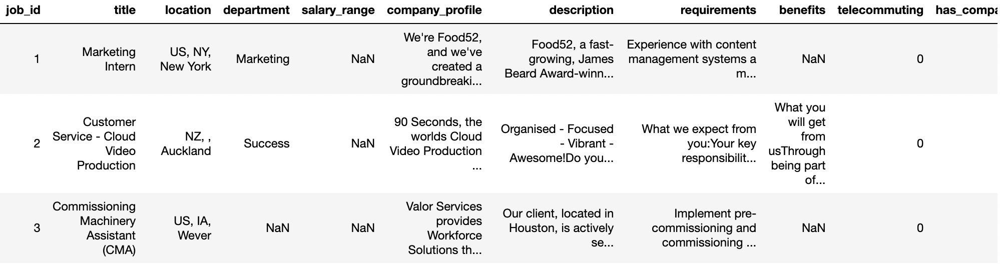 job_id title location department salary_range company_profile description requirements benefits telecommuting has_compa
1
Marketing
Intern
US, NY,
New York
Marketing
NaN
We're Food52,
and we've
created a
groundbreaki...
Food52, a fast-
growing, James
Beard Award-winn...
Experience with content
management systems a
m...
NaN
0
2
Customer
Service - Cloud
Video
Production
NZ, ,
Auckland
Success
NaN
90 Seconds, the
worlds Cloud
Video Production
...
Organised - Focused
- Vibrant -
Awesome!Do you...
What we expect from
you:Your key
responsibilit...
What you
will get
from
usThrough
being part
of...
0
3
Commissioning
Machinery
Assistant
(CMA)
US, IA,
Wever
NaN
NaN
Valor Services
provides
Workforce
Solutions th...
Our client, located in
Houston, is actively
se...
Implement pre-
commissioning and
commissioning ...
NaN
0